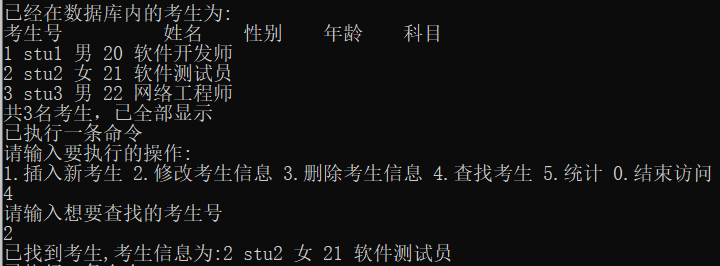 已经在数据库内的考生为:
考生号 姓名 性别 年龄 科目
1 stu1 男 20 软件开发师
2 stu2 女 21 软件测试员
3 stu3 男 22 网络工程师
共3名考生，已全部显示
已执行一条命令
请输入要执行的操作:
1.插入新考生 2.修改考生信息 3.删除考生信息 4.查找考生 5.统计 0.结束访问
4
请输入想要查找的考生号
2
已找到考生,考生信息为:2 stu2 女 21 软件测试员